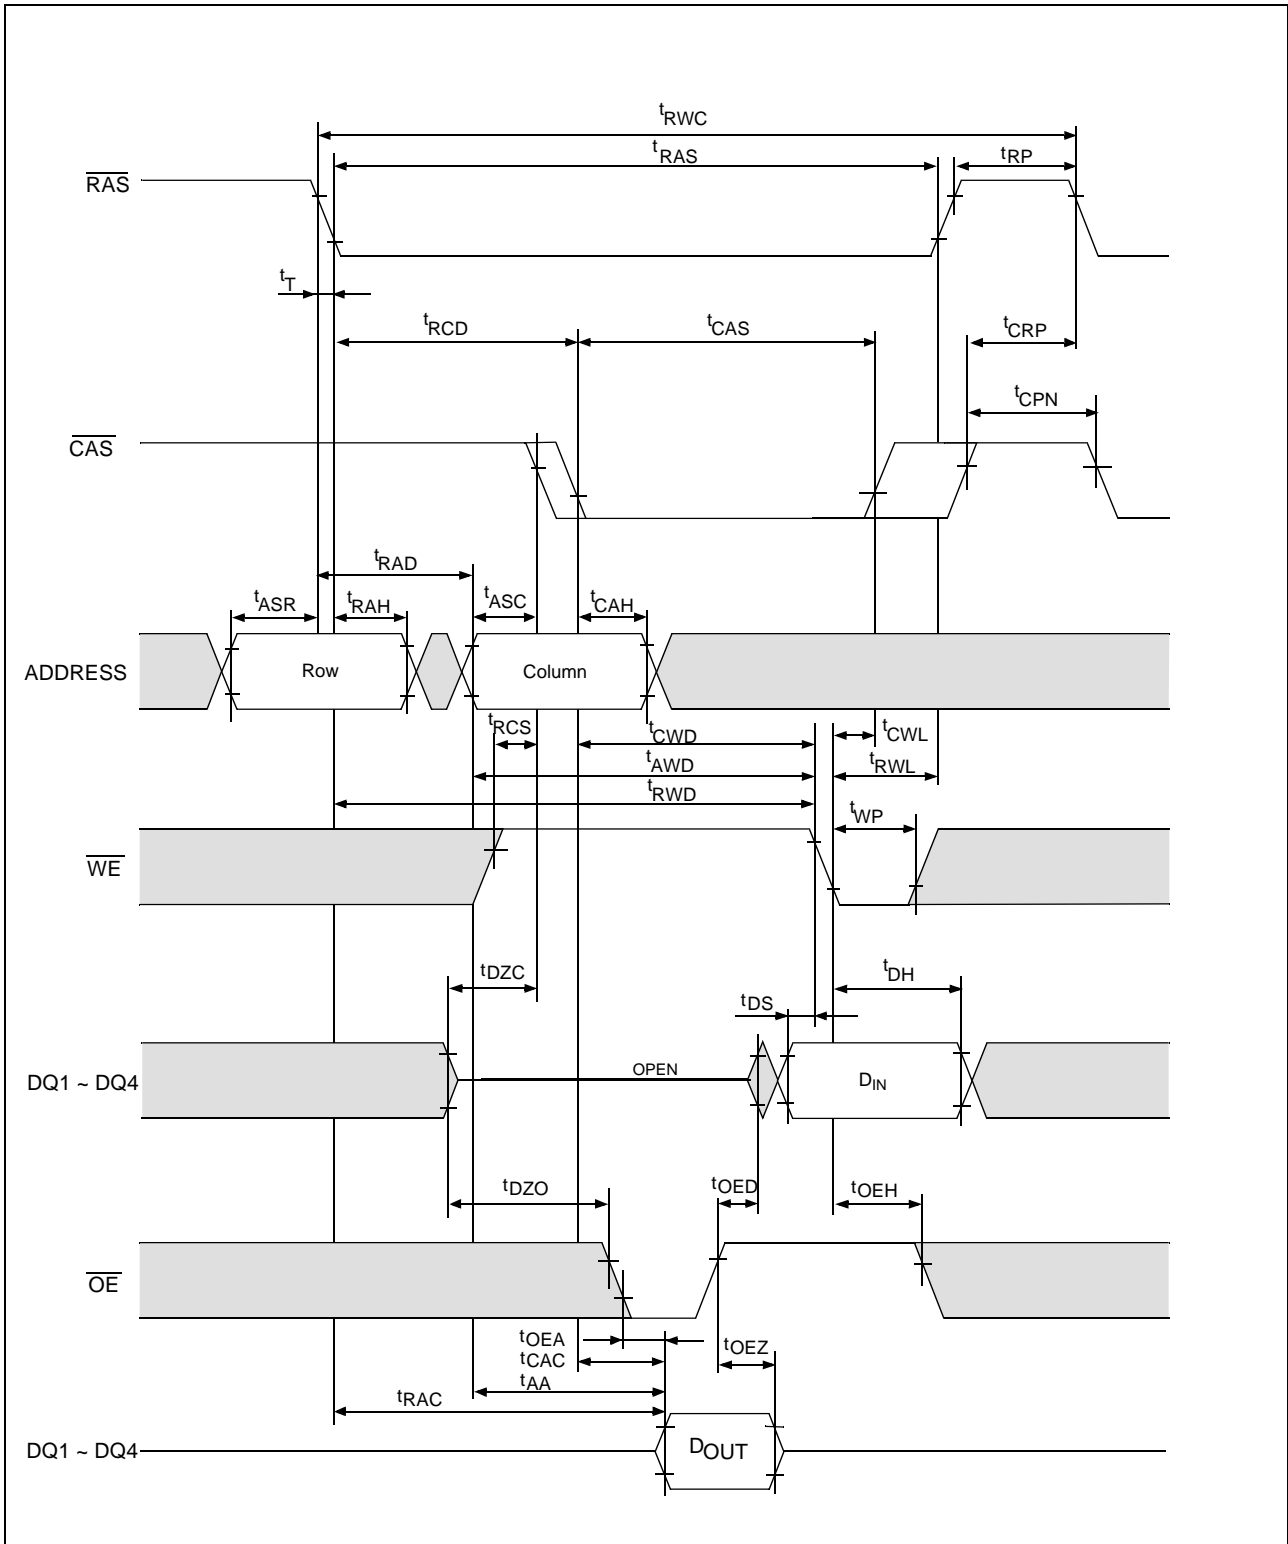 tRWC
tRAS
tRP
RAS
tT
tRCD
tCAS
tCRP
tCPN
CAS
tRAD
tASR
tRAH
tASC
tCAH
ADDRESS
Row
Column
tRCS
tCWD
tCWL
tAWD
tRWL
tRWD
tWP
WE
tDZC
tDH
tDS
DQ1 ~ DQ4
OPEN
DIN
tDZO
tOED
tOEH
OE
tOEA
tOEZ
tCAC
tAA
tRAC
DQ1 ~ DQ4
DOUT